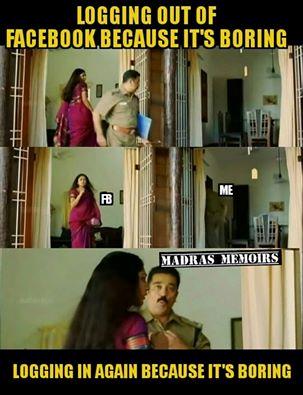 LOGGING OUT OF
FACEBOOK BECAUSE IT'S BORING
FB
ME
MADRAS MEMOIRS
LOGGING IN AGAIN BECAUSE IT'S BORING